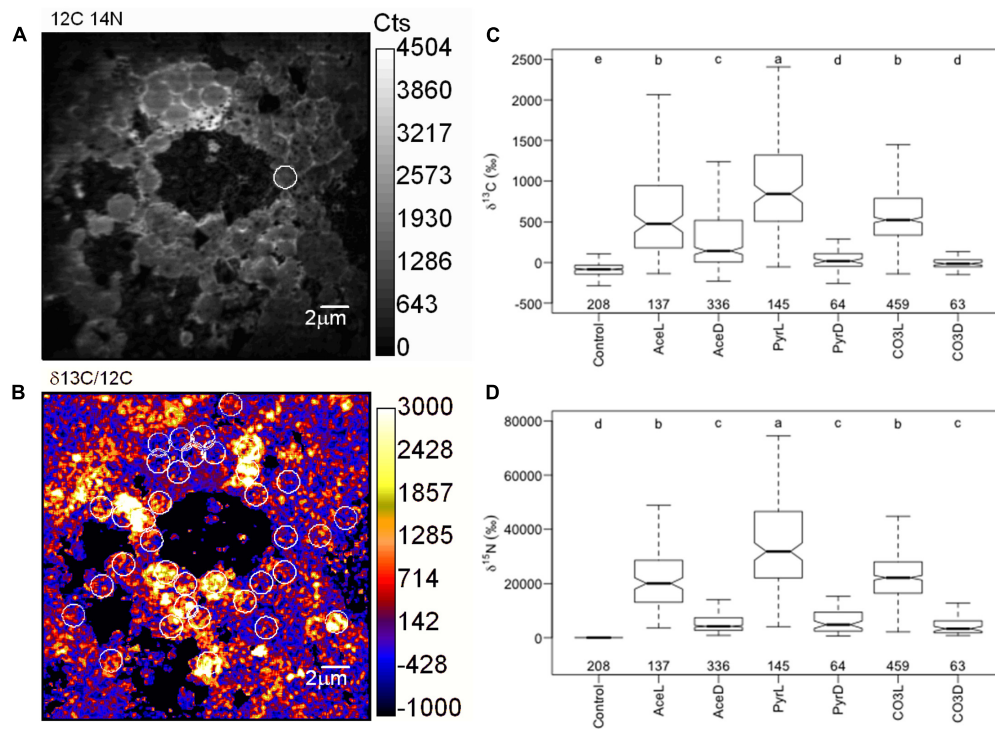 A
12C 14N
Cts
4504
3860
3217
2573
1930
1286
643
0
2μm
B
δ13C/12C
3000
2428
1857
1285
714
142
-428
-1000
2μm
C
δ13C (‰)
2500
2000
1500
1000
500
0
-500
e b c a d b d
208 137 336 145 64 459 63
Control AceL AceD PyrL PyrD CO3L CO3D
D
δ15N (‰)
80000
60000
40000
20000
0
d b c a c b c
208 137 336 145 64 459 63
Control AceL AceD PyrL PyrD CO3L CO3D